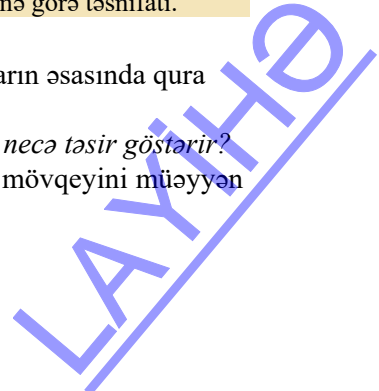 nə görə təsnifatı.
arın əsasında qura
necə təsir göstərir?
mövqeyini müəyyən
LAYİHƏ